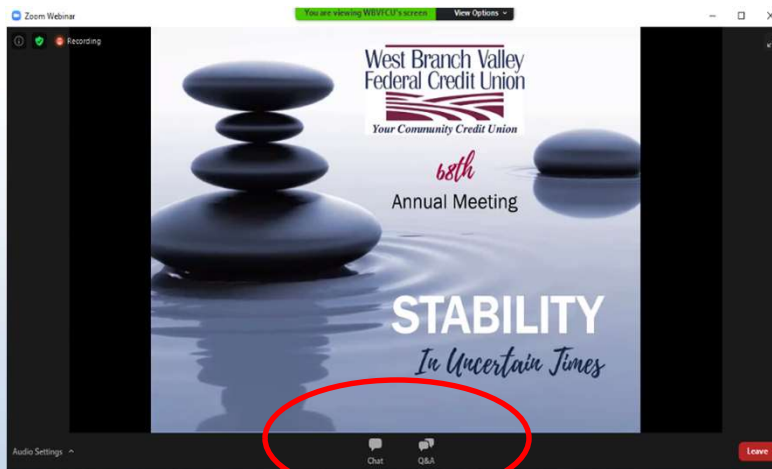 Zoom Webinar
You are viewing WBVFCU's screen View Options
Recording
West Branch Valley
Federal Credit Union
Your Community Credit Union
68th
Annual Meeting
STABILITY
In Uncertain Times
Audio Settings
Chat
Q&A
Leave